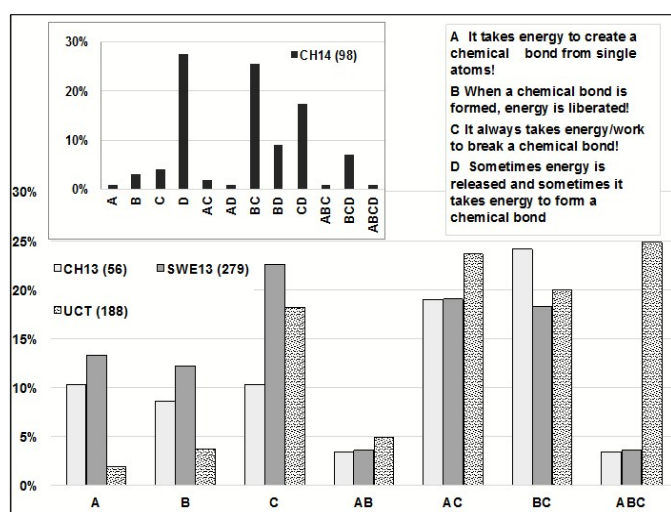 30%
20%
10%
0%
CH14 (98)
A
B
C
D
AC
AD
BC
BD
CD
ABC
BCD
ABCD
A It takes energy to create a
chemical bond from single
atoms!
B When a chemical bond is
formed, energy is liberated!
C It always takes energy/work
to break a chemical bond!
D Sometimes energy is
released and sometimes it
takes energy to form a
chemical bond
30%
25%
20%
15%
10%
5%
0%
CH13 (56) SWE13 (279)
UCT (188)
A B C AB AC BC ABC